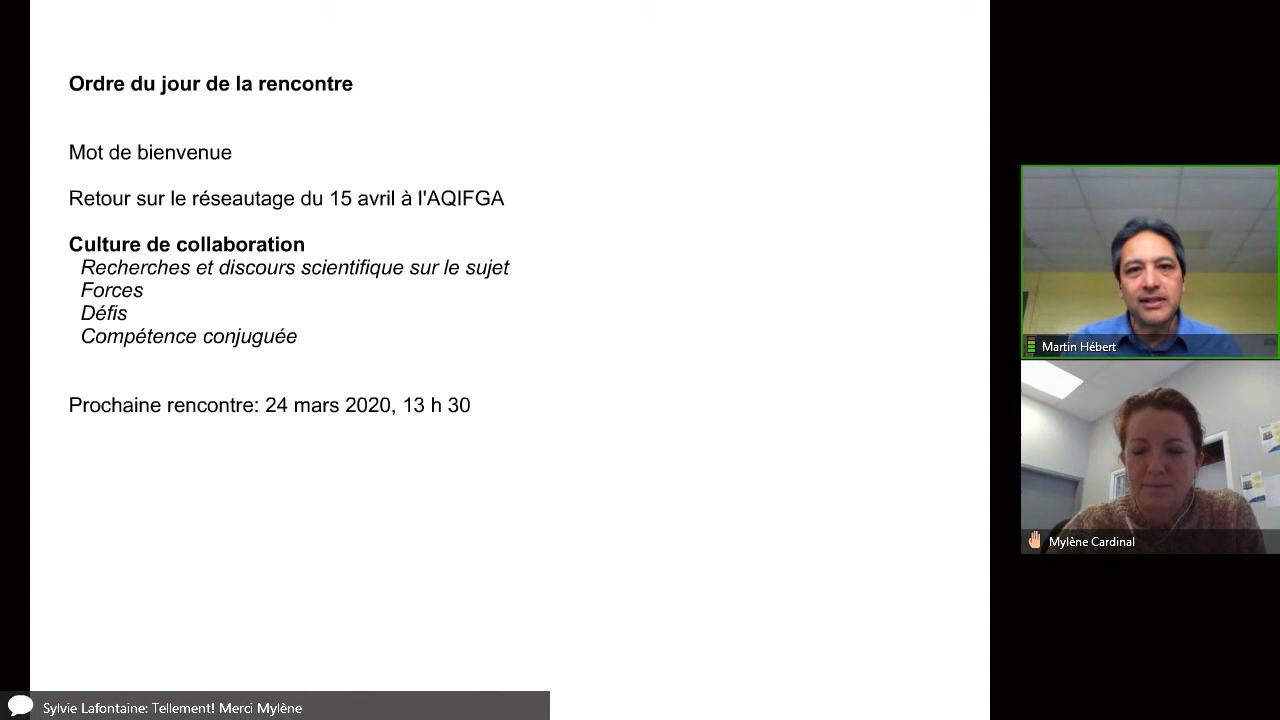 Ordre du jour de la rencontre
Mot de bienvenue
Retour sur le réseautage du 15 avril à l'AQIFGA
Culture de collaboration
Recherches et discours scientifique sur le sujet
Forces
Défis
Compétence conjuguée
Prochaine rencontre: 24 mars 2020, 13 h 30
Martin Hébert
Mylène Cardinal
Sylvie Lafontaine: Tellement! Merci Mylène